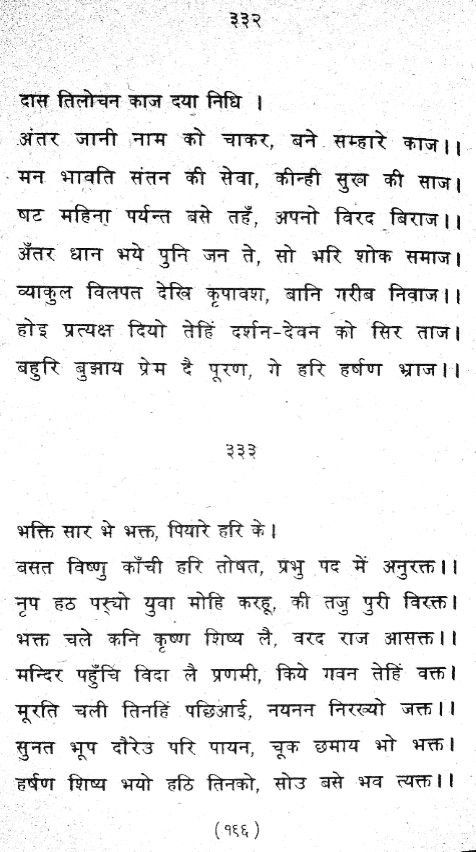 ३३२
दास तिलोचन काज दया निधि ।
अंतर जानी नाम को चाकर, बने सम्हारे काज।।
मन भावति संतन की सेवा, कीन्ही सुख की साज।
षट महिना पर्यन्त बसे तहँ, अपनो विरद बिराज।।
अँतर धान भये पुनि जन ते, सो भरि शोक समाज।
व्याकुल विलपत देखि कृपावश, बानि गरीब निवाज।।
होइ प्रत्यक्ष दियो तेहिं दर्शन-देवन को सिर ताज।
बहुरि बुझाय प्रेम दै पूरण, गे हरि हर्षण भ्राज।।
३३३
भक्ति सार भे भक्त, पियारे हरि के।
बसत विष्णु काँची हरि तोषत, प्रभु पद में अनुरक्त।।
नृप हठ पर्‌यो युवा मोहि करहू, की तजु पुरी विरक्त।
भक्त चले कनि कृष्ण शिष्य लै, वरद राज आसक्त।।
मन्दिर पहुँचि विदा लै प्रणमी, किये गवन तेहिं वक्त।
मूरति चली तिनहिं पछिआई, नयनन निरख्यो जक्त।।
सुनत भूप दौरेउ परि पायन, चूक छमाय भो भक्त।
हर्षण शिष्य भयो हठि तिनको, सोउ बसे भव त्यक्त।।
(१९६)